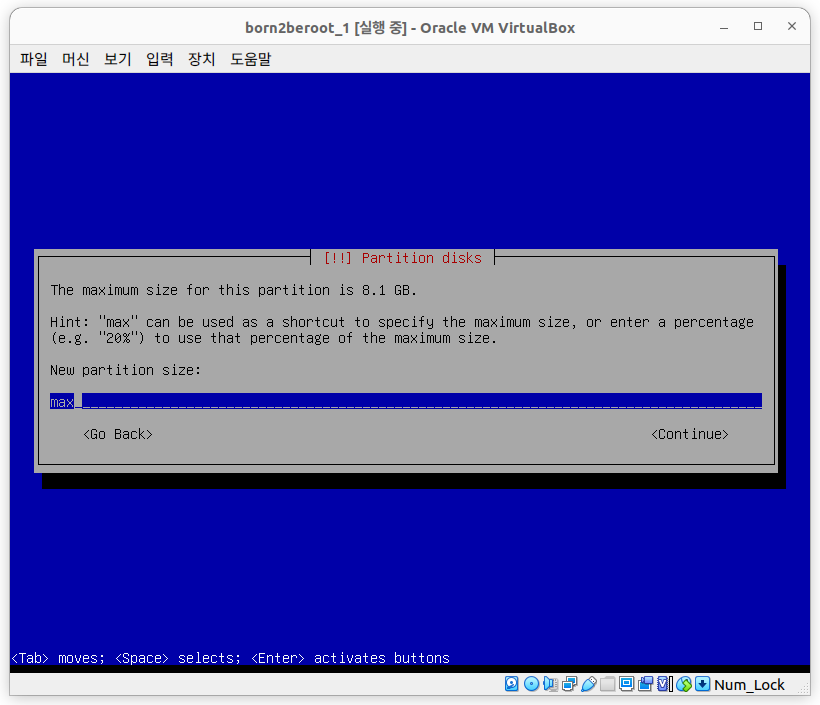 born2beroot_1 [실행 중] - Oracle VM VirtualBox
파일 머신 보기 입력 장치 도움말
[!!] Partition disks
The maximum size for this partition is 8.1 GB.
Hint: "max" can be used as a shortcut to specify the maximum size, or enter a percentage
(e.g. "20%") to use that percentage of the maximum size.
New partition size:
max
<Go Back> <Continue>
<Tab> moves; <Space> selects; <Enter> activates buttons
Num_Lock